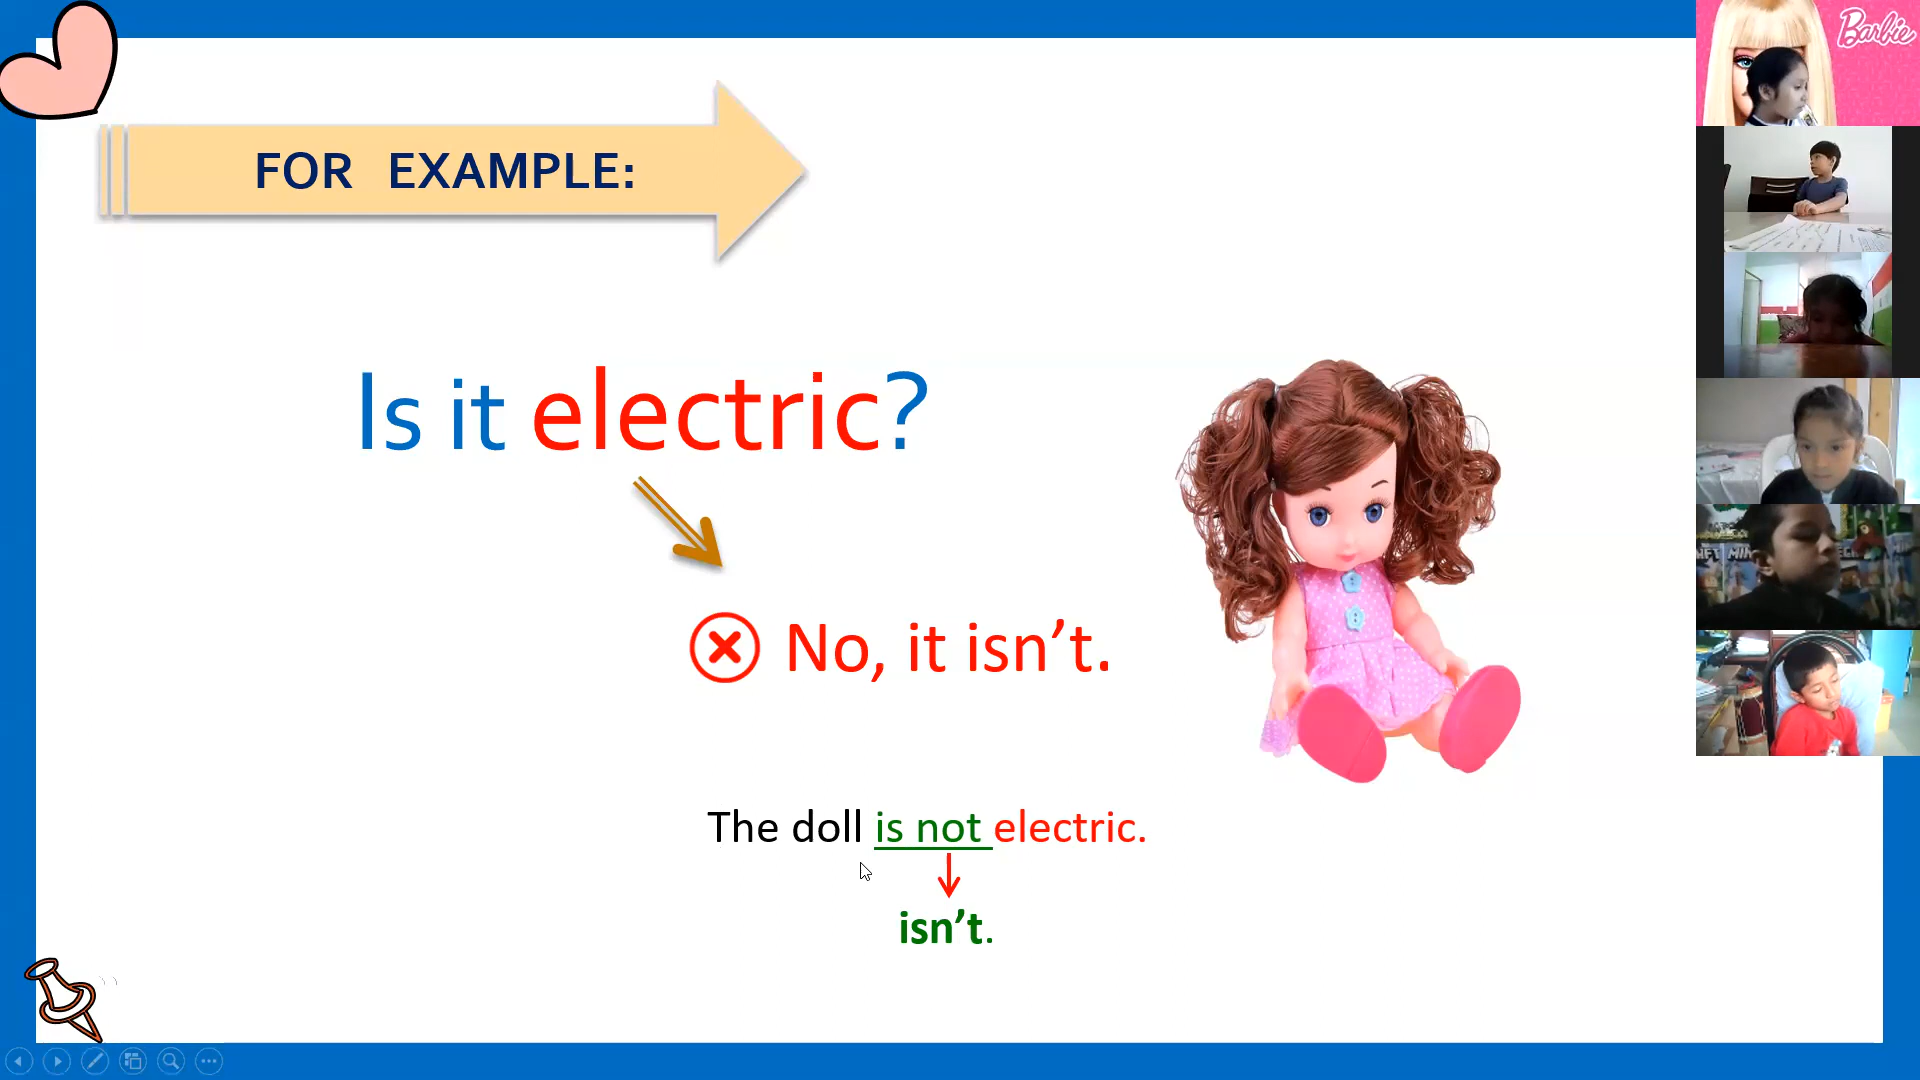 FOR EXAMPLE:
Is it electric?
No, it isn’t.
The doll is not electric.
isn’t.
Barbie